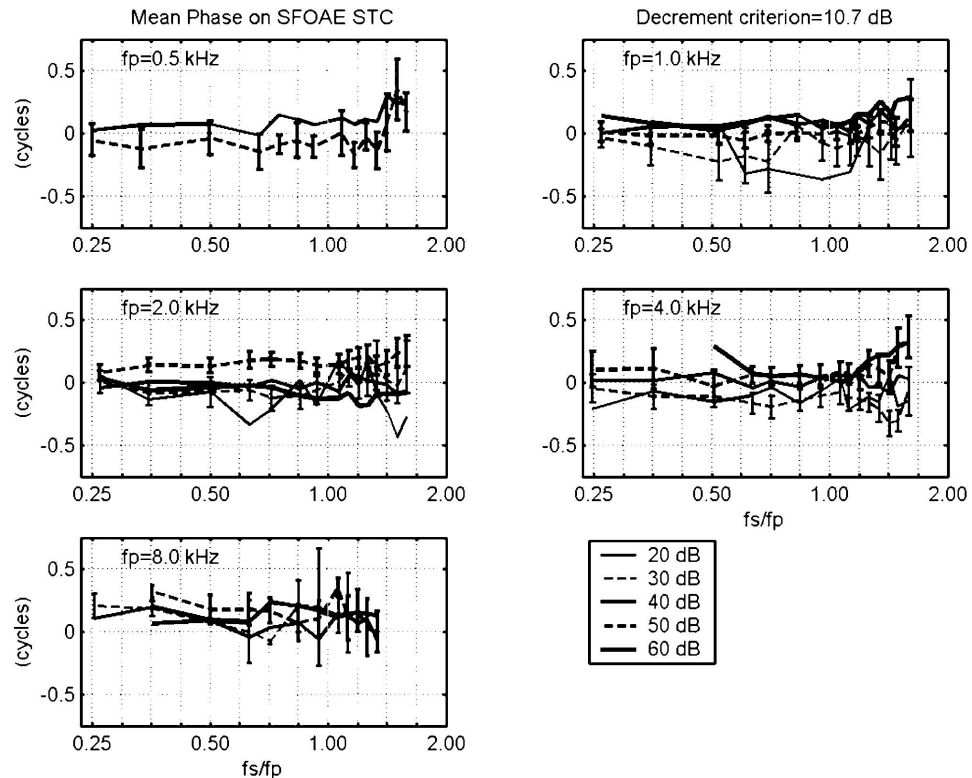 Mean Phase on SFOAE STC
Decrement criterion=10.7 dB
fp=0.5 kHz
0.5
0
-0.5
(cycles)
0.25 0.50 1.00 2.00
fp=1.0 kHz
0.5
0
-0.5
0.25 0.50 1.00 2.00
fp=2.0 kHz
0.5
0
-0.5
(cycles)
0.25 0.50 1.00 2.00
fp=4.0 kHz
0.5
0
-0.5
0.25 0.50 1.00 2.00
fs/fp
fp=8.0 kHz
0.5
0
-0.5
(cycles)
0.25 0.50 1.00 2.00
fs/fp
20 dB
30 dB
40 dB
50 dB
60 dB